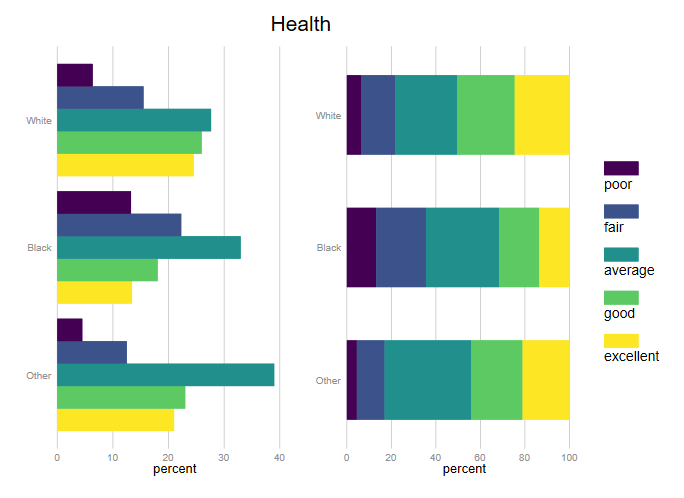 Health
White
Black
Other
0 10 20 30 40
percent
White
Black
Other
0 20 40 60 80 100
percent
poor
fair
average
good
excellent